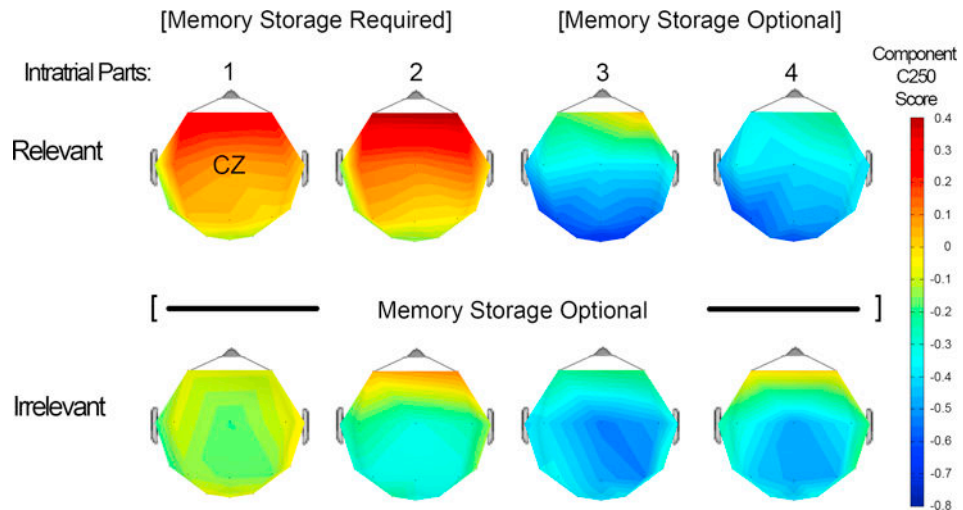 [Memory Storage Required] [Memory Storage Optional]
Component
C250
Score
Intratrial Parts: 1 2 3 4
Relevant
CZ
[ Memory Storage Optional ]
Irrelevant
0.4
0.3
0.2
0.1
0
-0.1
-0.2
-0.3
-0.4
-0.5
-0.6
-0.7
-0.8